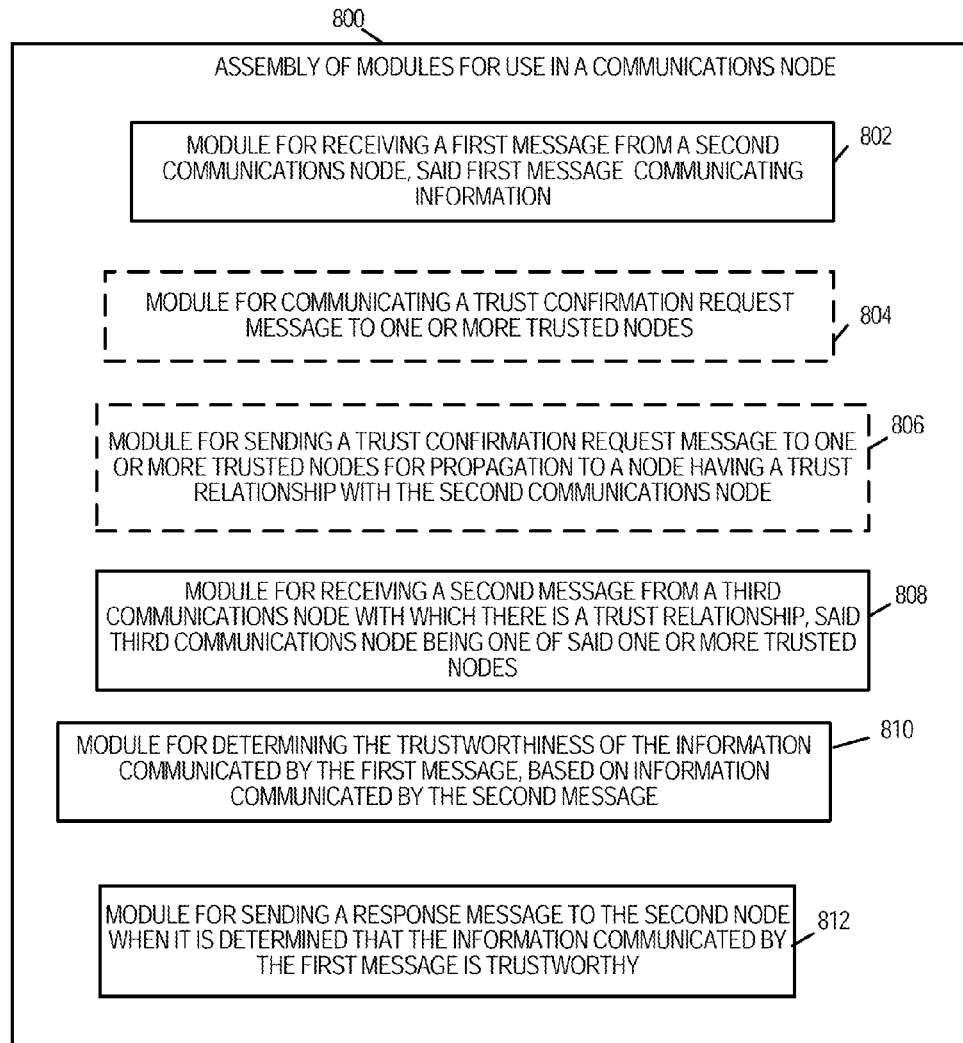 800
ASSEMBLY OF MODULES FOR USE IN A COMMUNICATIONS NODE
MODULE FOR RECEIVING A FIRST MESSAGE FROM A SECOND
COMMUNICATIONS NODE, SAID FIRST MESSAGE COMMUNICATING
INFORMATION
802
MODULE FOR COMMUNICATING A TRUST CONFIRMATION REQUEST
MESSAGE TO ONE OR MORE TRUSTED NODES
804
MODULE FOR SENDING A TRUST CONFIRMATION REQUEST MESSAGE TO ONE
OR MORE TRUSTED NODES FOR PROPAGATION TO A NODE HAVING A TRUST
RELATIONSHIP WITH THE SECOND COMMUNICATIONS NODE
806
MODULE FOR RECEIVING A SECOND MESSAGE FROM A THIRD
COMMUNICATIONS NODE WITH WHICH THERE IS A TRUST RELATIONSHIP, SAID
THIRD COMMUNICATIONS NODE BEING ONE OF SAID ONE OR MORE TRUSTED
NODES
808
MODULE FOR DETERMINING THE TRUSTWORTHINESS OF THE INFORMATION
COMMUNICATED BY THE FIRST MESSAGE, BASED ON INFORMATION
COMMUNICATED BY THE SECOND MESSAGE
810
MODULE FOR SENDING A RESPONSE MESSAGE TO THE SECOND NODE
WHEN IT IS DETERMINED THAT THE INFORMATION COMMUNICATED BY
THE FIRST MESSAGE IS TRUSTWORTHY
812